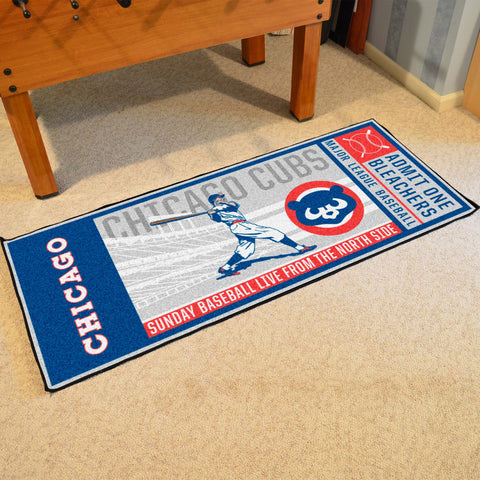 CHICAGO
CHICAGO CUBS
SUNDAY BASEBALL LIVE FROM THE NORTH SIDE
ADMIT ONE
BLEACHERS
MAJOR LEAGUE BASEBALL